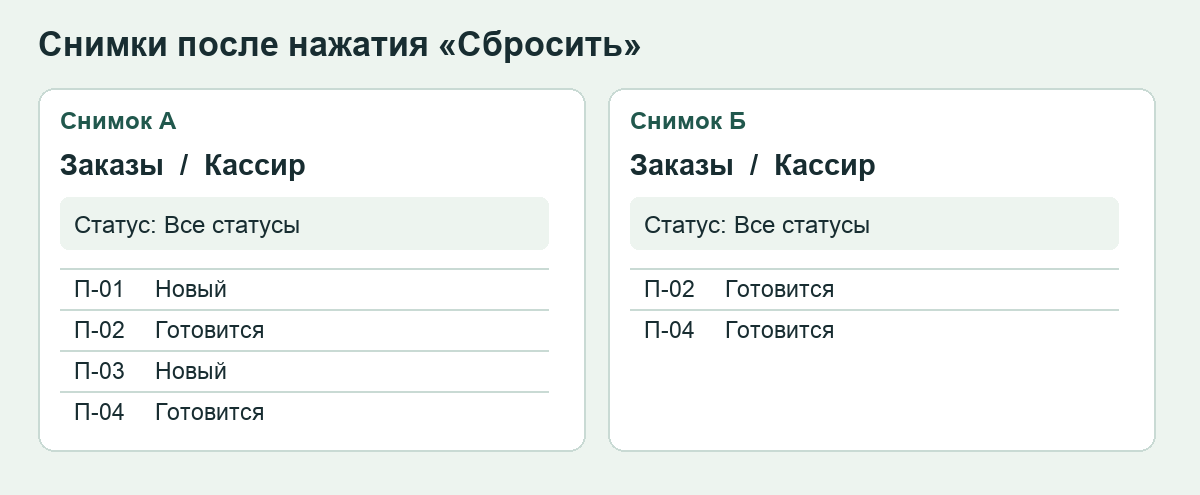 Снимки после нажатия «Сбросить»
Снимок А
Заказы / Кассир
Статус: Все статусы
П-01 Новый
П-02 Готовится
П-03 Новый
П-04 Готовится
Снимок Б
Заказы / Кассир
Статус: Все статусы
П-02 Готовится
П-04 Готовится